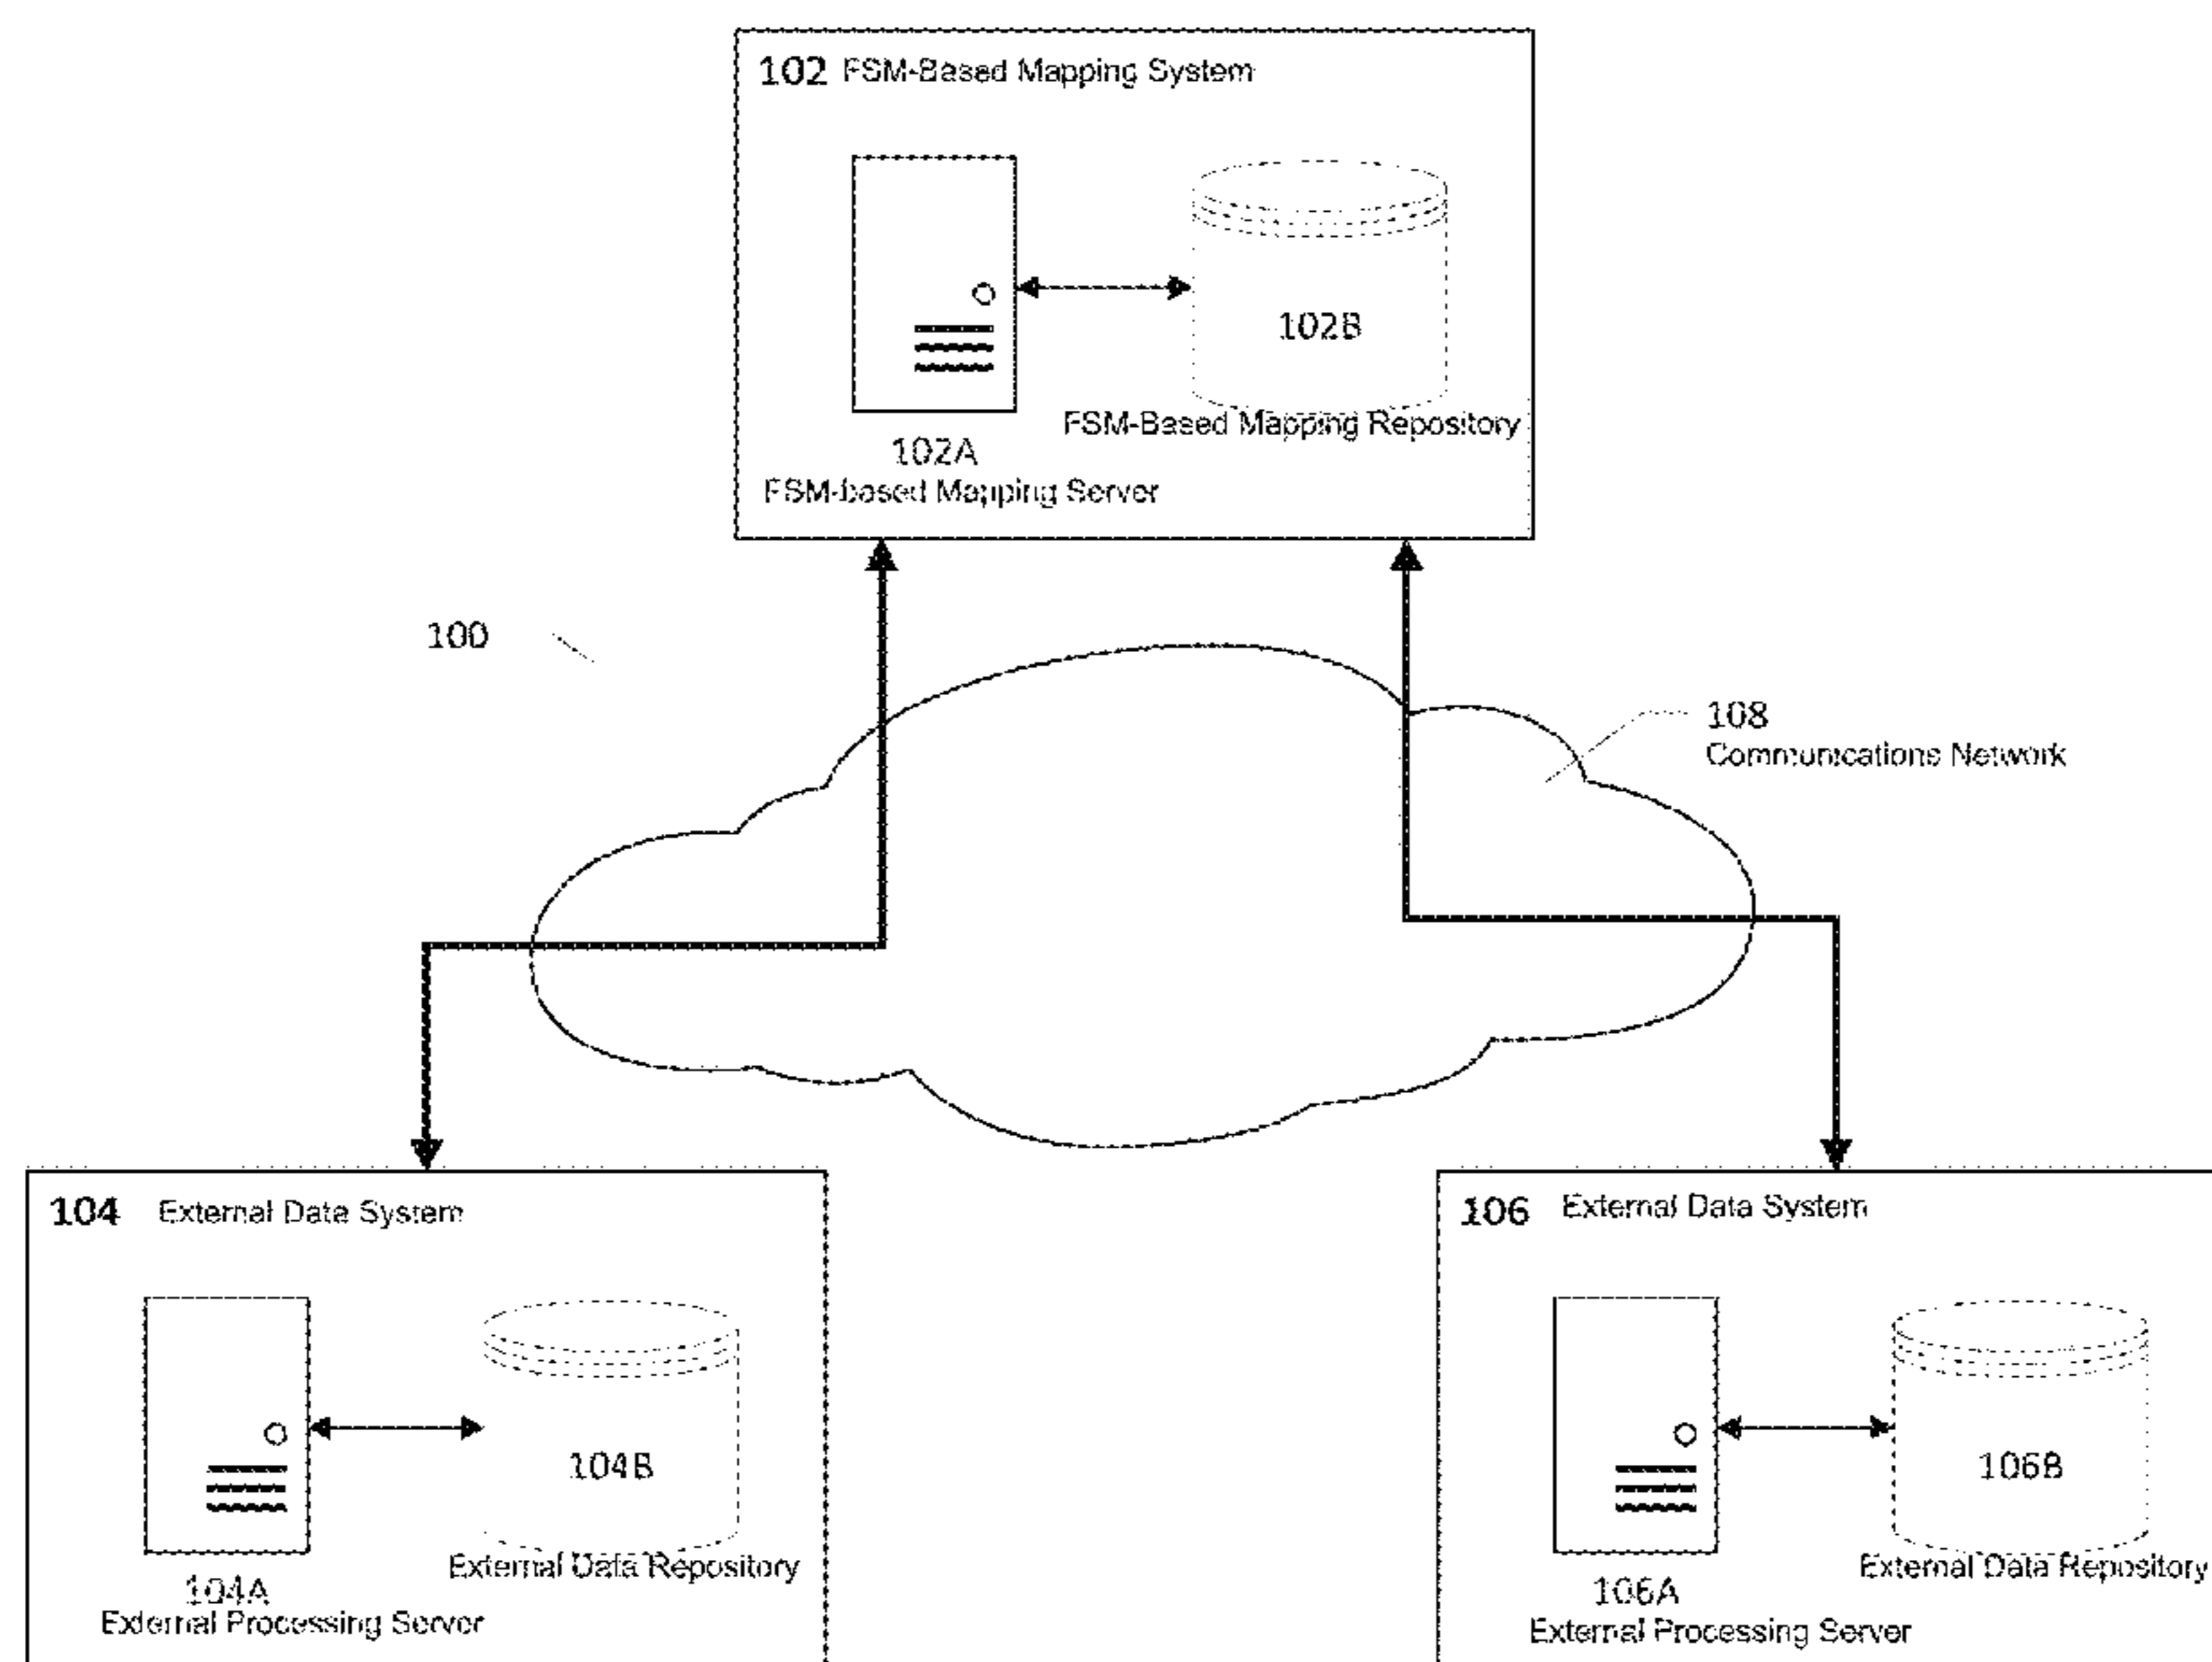 102 FSM-Based Mapping System
102B
FSM-Based Mapping Repository
102A
FSM-based Mapping Server
100
108
Communications Network
104 External Data System
106 External Data System
104B
External Data Repository
104A
External Processing Server
106B
External Data Repository
106A
External Processing Server